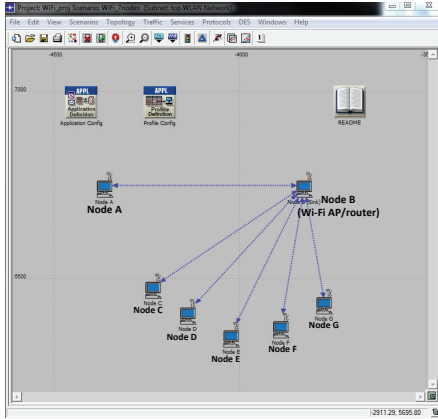 Project: WiFi_proj Scenario: WiFi_7nodes [Subnet: top.WLAN Network]
File Edit View Scenarios Topology Traffic Services Protocols DES Windows Help
-4500 -4000
7000
APPL APPL
Application Definition
Profile Definition
Application Config Profile Config README
Node A
Node A
Node B
(Wi-Fi AP/router)
6500
Node C
Node C
Node D
Node D
Node E
Node E
Node F
Node F
Node G
Node G
-2911.29, 5695.80